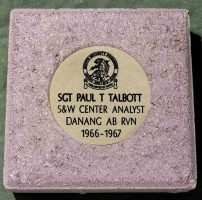 SGT PAUL T TALBOTT
S&W CENTER ANALYST
DANANG AB RVN
1966-1967